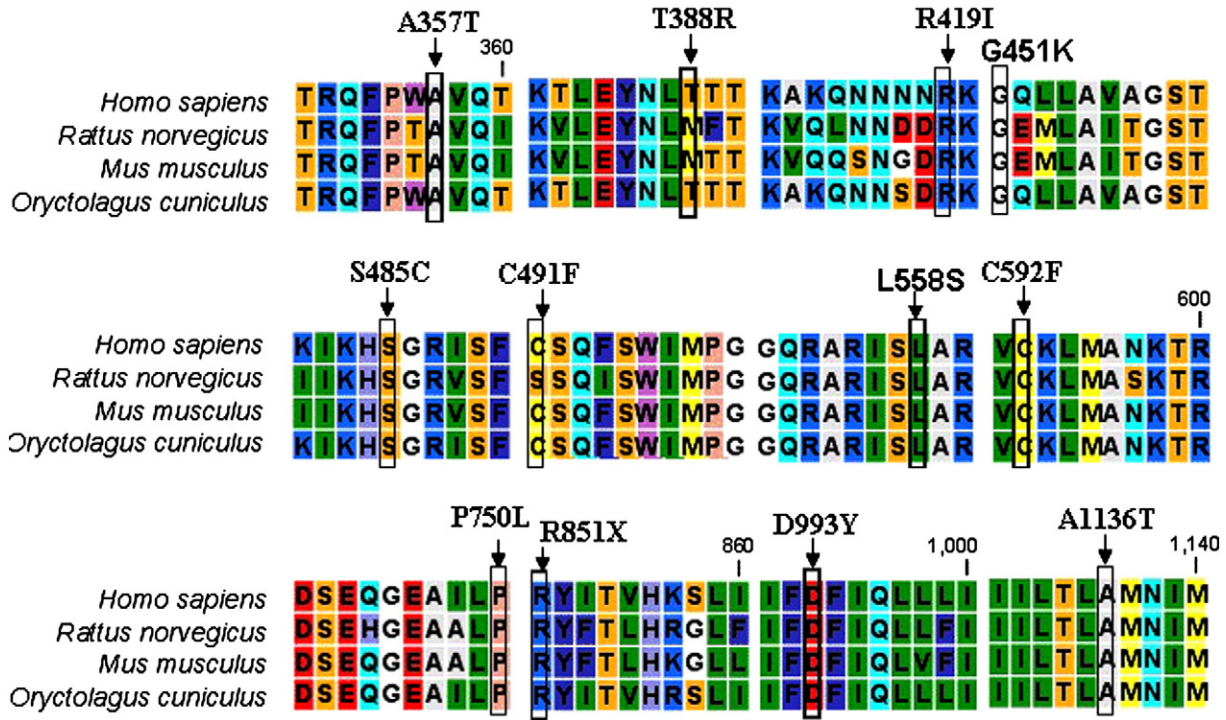 A357T T388R R419I G451K
360
Homo sapiens TRQFPWAVQT KTLEYNLTTT KAKQNNNNRK GQLLAVAGST
Rattus norvegicus TRQFPTAVQI KVLEYNLMFT KVQLNNDDRK GEMLAITGST
Mus musculus TRQFPTAVQI KVLEYNLMTT KVQQSNGDRK GEMLAITGST
Oryctolagus cuniculus TRQFPWAVQT KTLEYNLTTT KAKQNNSDRK GQLLAVAGST
S485C C491F L558S C592F
600
Homo sapiens KIKHSGRISF CSQFSWIMPG GQRARISLAR VCKLMANKTR
Rattus norvegicus IIKHSGRVSF SSQISWIMPG GQRARISLAR VCKLMASKTR
Mus musculus IIKHSGRVSF CSQFSWIMPG GQRARISLAR VCKLMANKTR
Oryctolagus cuniculus KIKHSGRISF CSQFSWIMPG GQRARISLAR VCKLMANKTR
P750L R851X D993Y A1136T
860 1,000 1,140
Homo sapiens DSEQGEAILP RYITVHKSLI IFDFIQLLLI IILTLAMNIM
Rattus norvegicus DSEHGEAALP RYFTLHRGLF IFDFIQLLFI IILTLAMNIM
Mus musculus DSEQGEAALP RYFTLHKGLL IFDFIQLVFI IILTLAMNIM
Oryctolagus cuniculus DSEQGEAILP RYITVHRSLI IFDFIQLLLI IILTLAMNIM